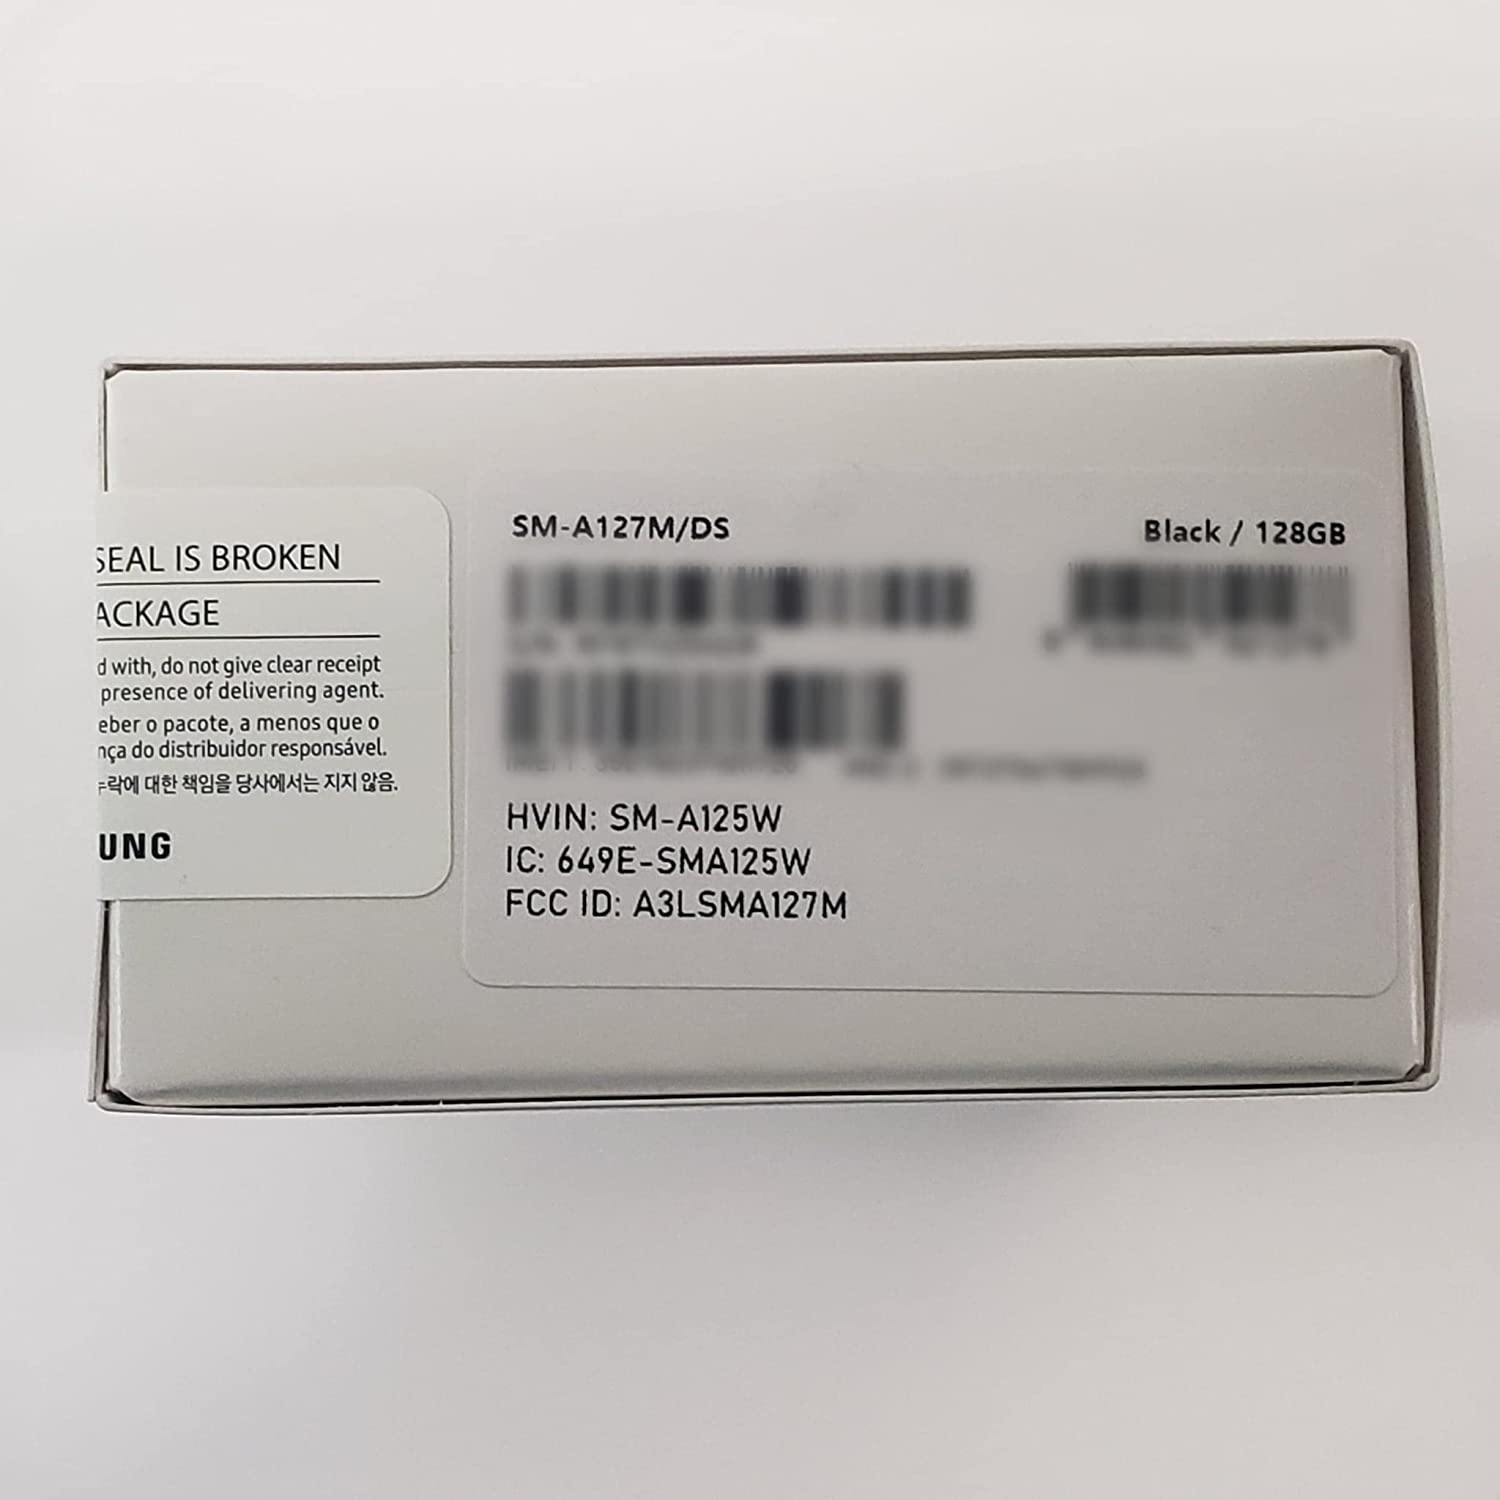 SEAL IS BROKEN
ACKAGE
d with, do not give clear receipt
presence of delivering agent.
eber o pacote, a menos que o
nça do distribuidor responsável.
락에 대한 책임을 당사에서는 지지 않음.
UNG
SM-A127M/DS
Black / 128GB
HVIN: SM-A125W
IC: 649E-SMA125W
FCC ID: A3LSMA127M